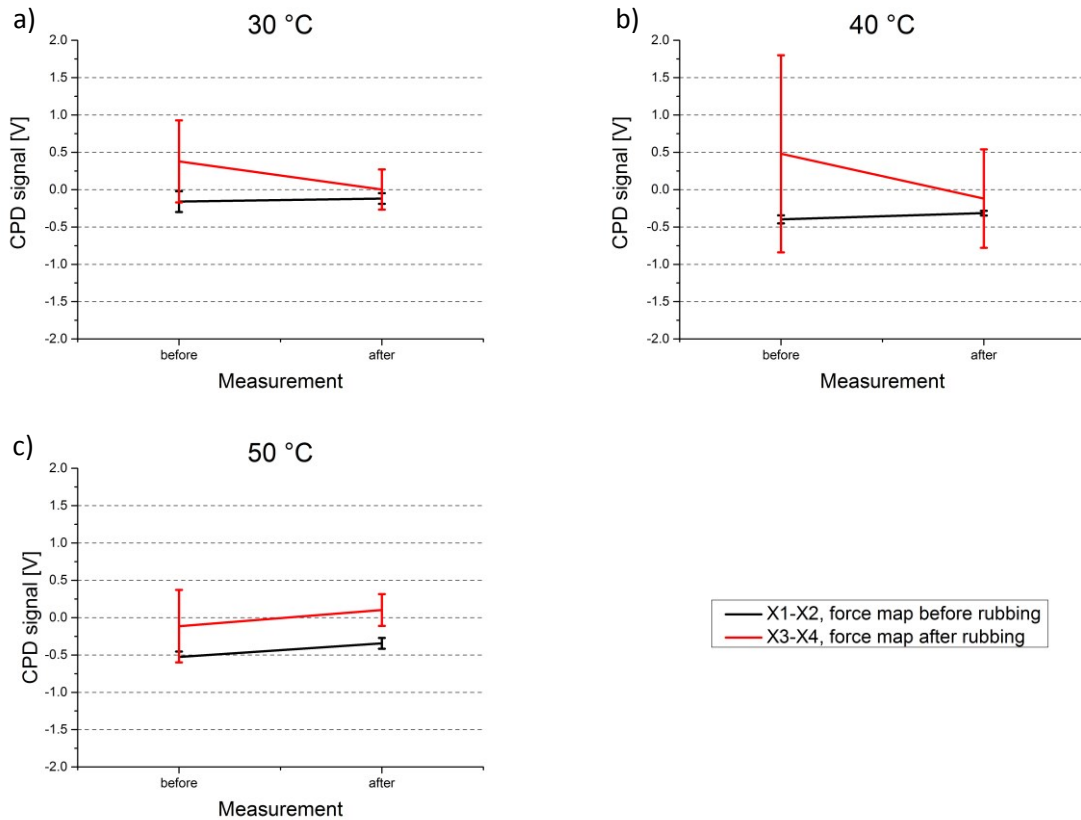 a)
30 °C
2.0
1.5
1.0
0.5
0.0
-0.5
-1.0
-1.5
-2.0
CPD signal [V]
before after
Measurement
b)
40 °C
2.0
1.5
1.0
0.5
0.0
-0.5
-1.0
-1.5
-2.0
CPD signal [V]
before after
Measurement
c)
50 °C
2.0
1.5
1.0
0.5
0.0
-0.5
-1.0
-1.5
-2.0
CPD signal [V]
before after
Measurement
X1-X2, force map before rubbing
X3-X4, force map after rubbing